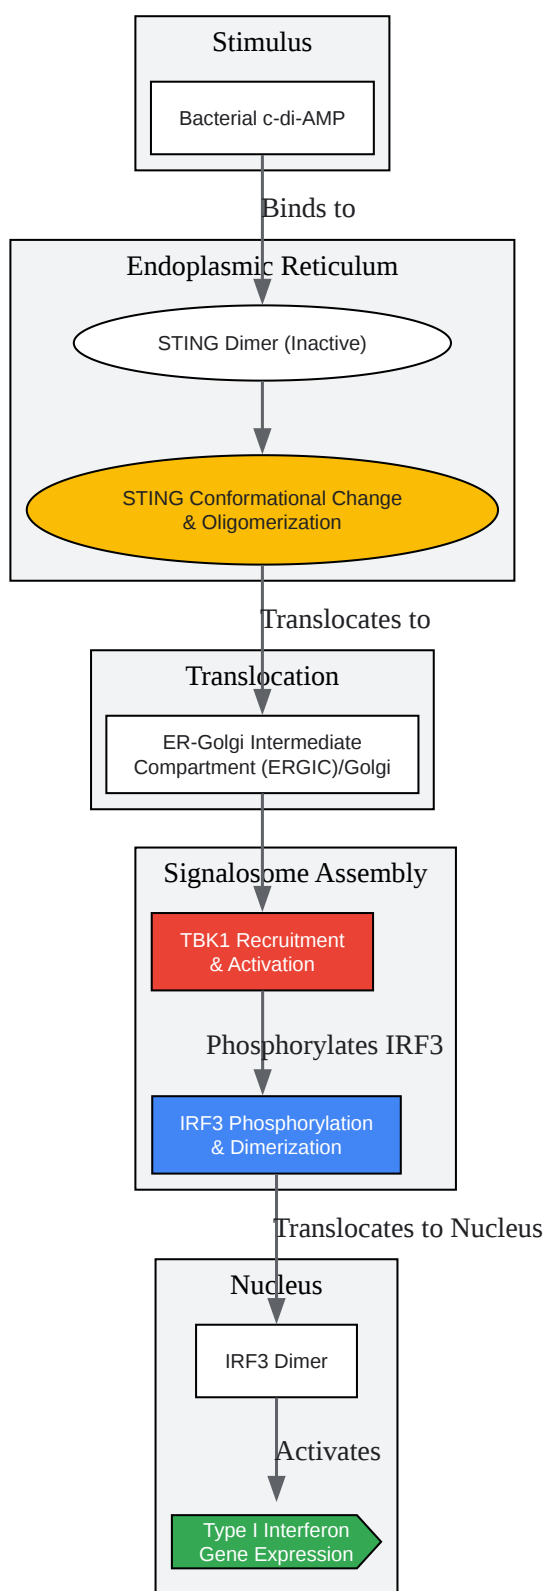 Stimulus
Bacterial c-di-AMP
Binds to
Endoplasmic Reticulum
STING Dimer (Inactive)
STING Conformational Change
& Oligomerization
Translocates to
Translocation
ER-Golgi Intermediate
Compartment (ERGIC)/Golgi
Signalosome Assembly
TBK1 Recruitment
& Activation
Phosphorylates IRF3
IRF3 Phosphorylation
& Dimerization
Translocates to Nucleus
Nucleus
IRF3 Dimer
Activates
Type I Interferon
Gene Expression